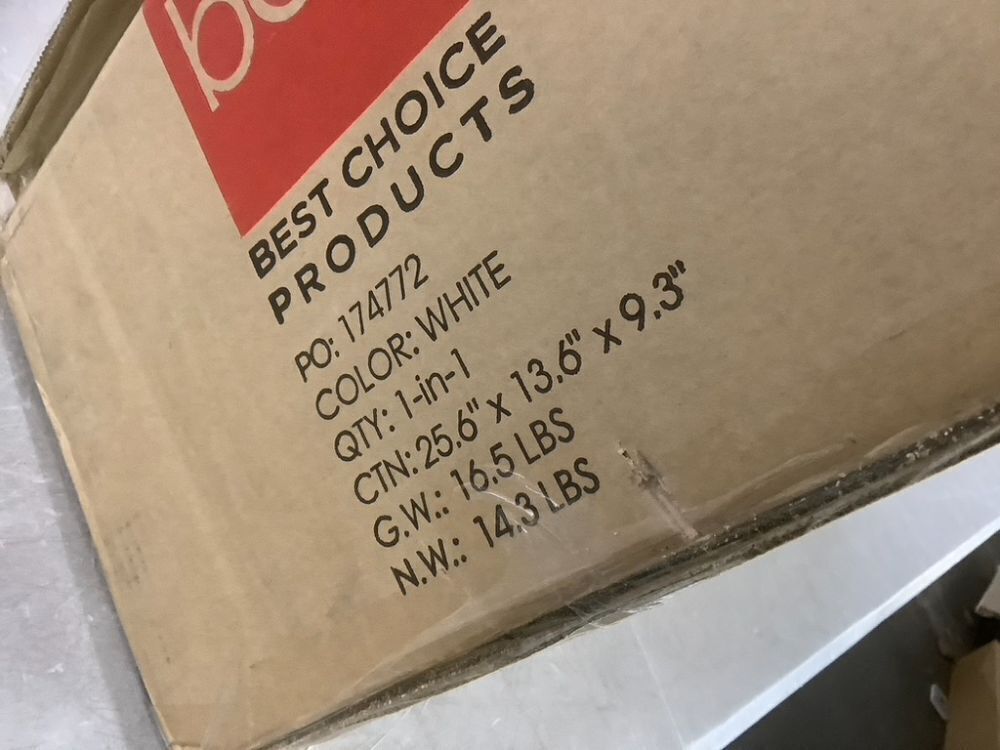 BEST CHOICE
PRODUCTS
PO: 174772
COLOR: WHITE
QTY: 1-in-1
CTN: 25.6" x 13.6" x 9.3"
G.W.: 16.5 LBS
N.W.: 14.3 LBS